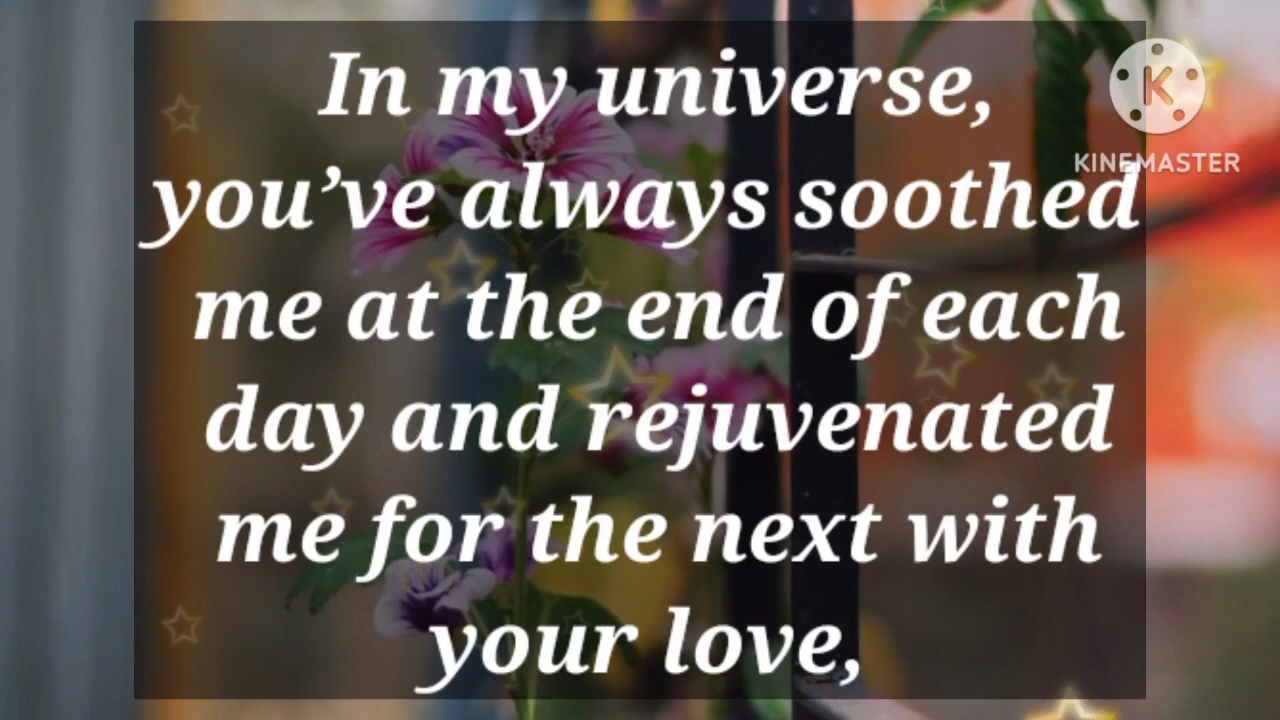 In my universe,
KINEMASTER
you’ve always soothed
me at the end of each
day and rejuvenated
me for the next with
your love,